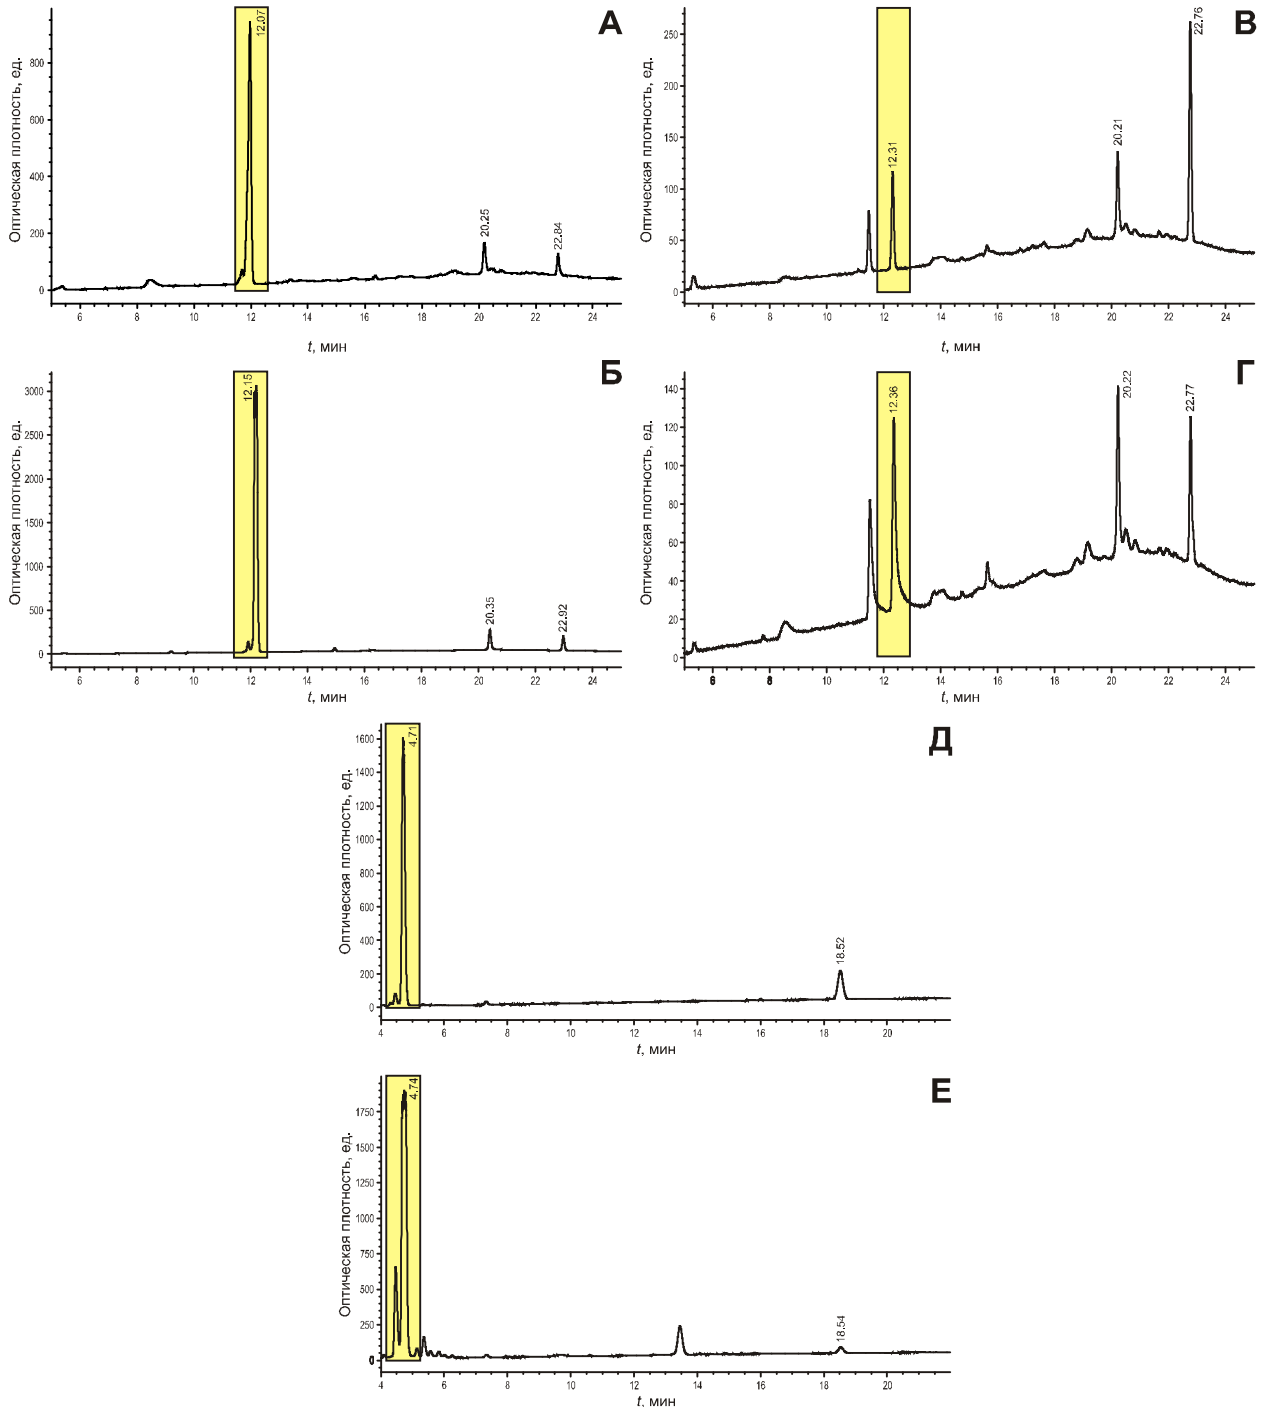 А
Оптическая плотность, ед.
800
600
400
200
0
12.07
20.25
22.84
6 8 10 12 14 16 18 20 22 24
t, мин
В
Оптическая плотность, ед.
250
200
150
100
50
0
12.31
20.21
22.76
6 8 10 12 14 16 18 20 22 24
t, мин
Б
Оптическая плотность, ед.
3000
2500
2000
1500
1000
500
0
12.15
20.35
22.92
6 8 10 12 14 16 18 20 22 24
t, мин
Г
Оптическая плотность, ед.
140
120
100
80
60
40
20
0
12.36
20.22
22.77
6 8 10 12 14 16 18 20 22 24
t, мин
Д
Оптическая плотность, ед.
1600
1400
1200
1000
800
600
400
200
0
4.71
18.52
4 6 8 10 12 14 16 18 20
t, мин
Е
Оптическая плотность, ед.
1750
1500
1250
1000
750
500
250
0
4.74
18.54
4 6 8 10 12 14 16 18 20
t, мин